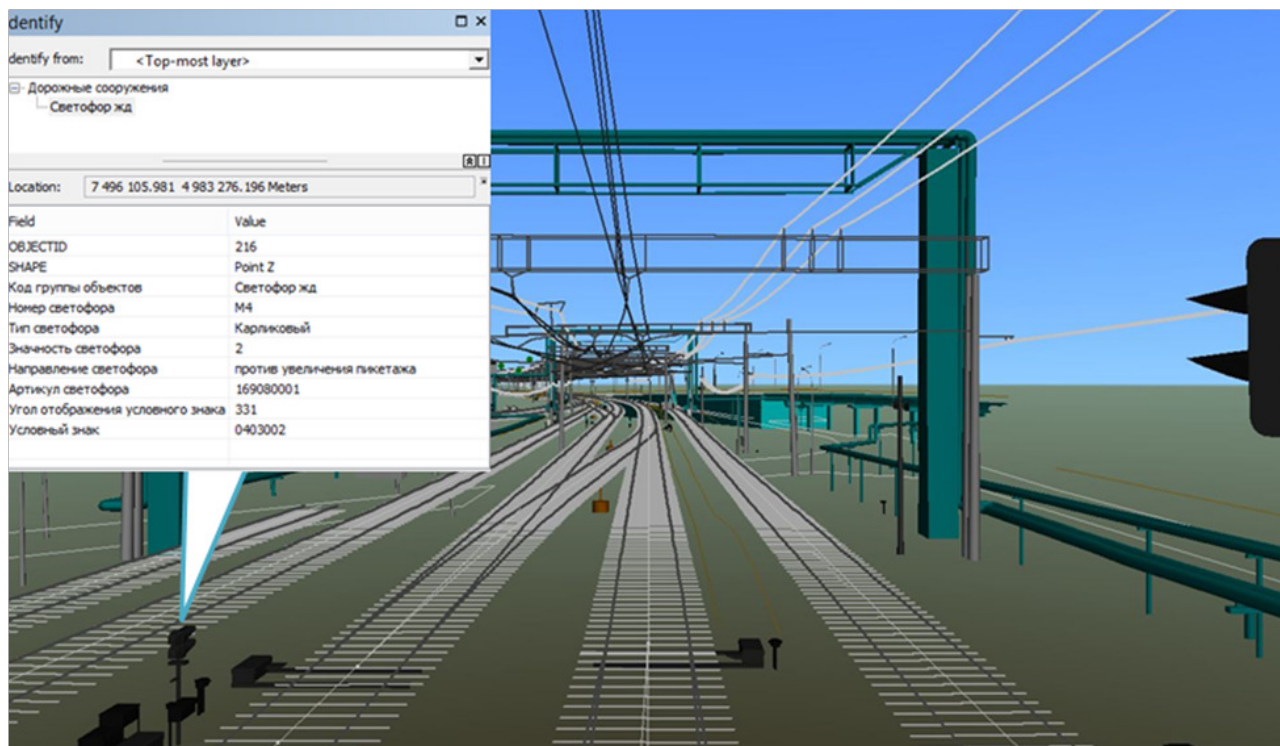 dentify
dentify from: <Top-most layer>
Дорожные сооружения
Светофор жд
Location: 7 496 105.981 4 983 276.196 Meters
Field Value
OBJECTID 216
SHAPE Point Z
Код группы объектов Светофор жд
Номер светофора М4
Тип светофора Карликовый
Значность светофора 2
Направление светофора против увеличения пикетажа
Артикул светофора 169080001
Угол отображения условного знака 331
Условный знак 0403002